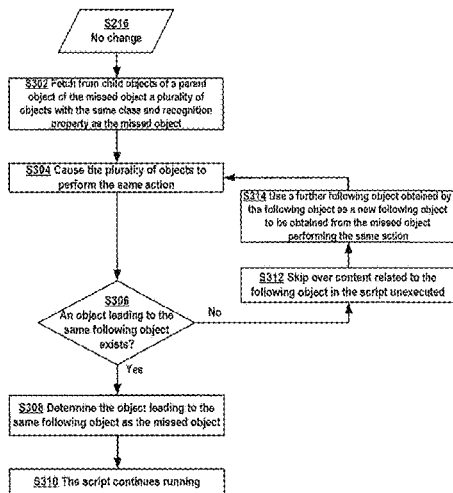 S216
No change
S302 Fetch from child objects of a parent
object of the missed object a plurality of
objects with the same class and recognition
property as the missed object
S304 Cause the plurality of objects to
perform the same action
S314 Use a further following object obtained by
the following object as a new following object
to be obtained from the missed object
performing the same action
S312 Skip over content related to the
following object in the script unexecuted
S306
An object leading to the
same following object
exists?
No
Yes
S308 Determine the object leading to the
same following object as the missed object
S310 The script continues running